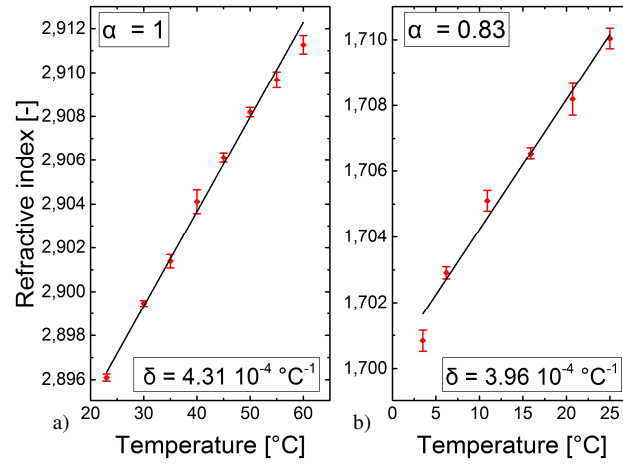 α = 1
α = 0.83
Refractive index [-]
2,912
2,910
2,908
2,906
2,904
2,902
2,900
2,898
2,896
δ = 4.31 10⁻⁴ °C⁻¹
20 30 40 50 60
a)
Temperature [°C]
1,710
1,708
1,706
1,704
1,702
1,700
δ = 3.96 10⁻⁴ °C⁻¹
0 5 10 15 20 25
b)
Temperature [°C]